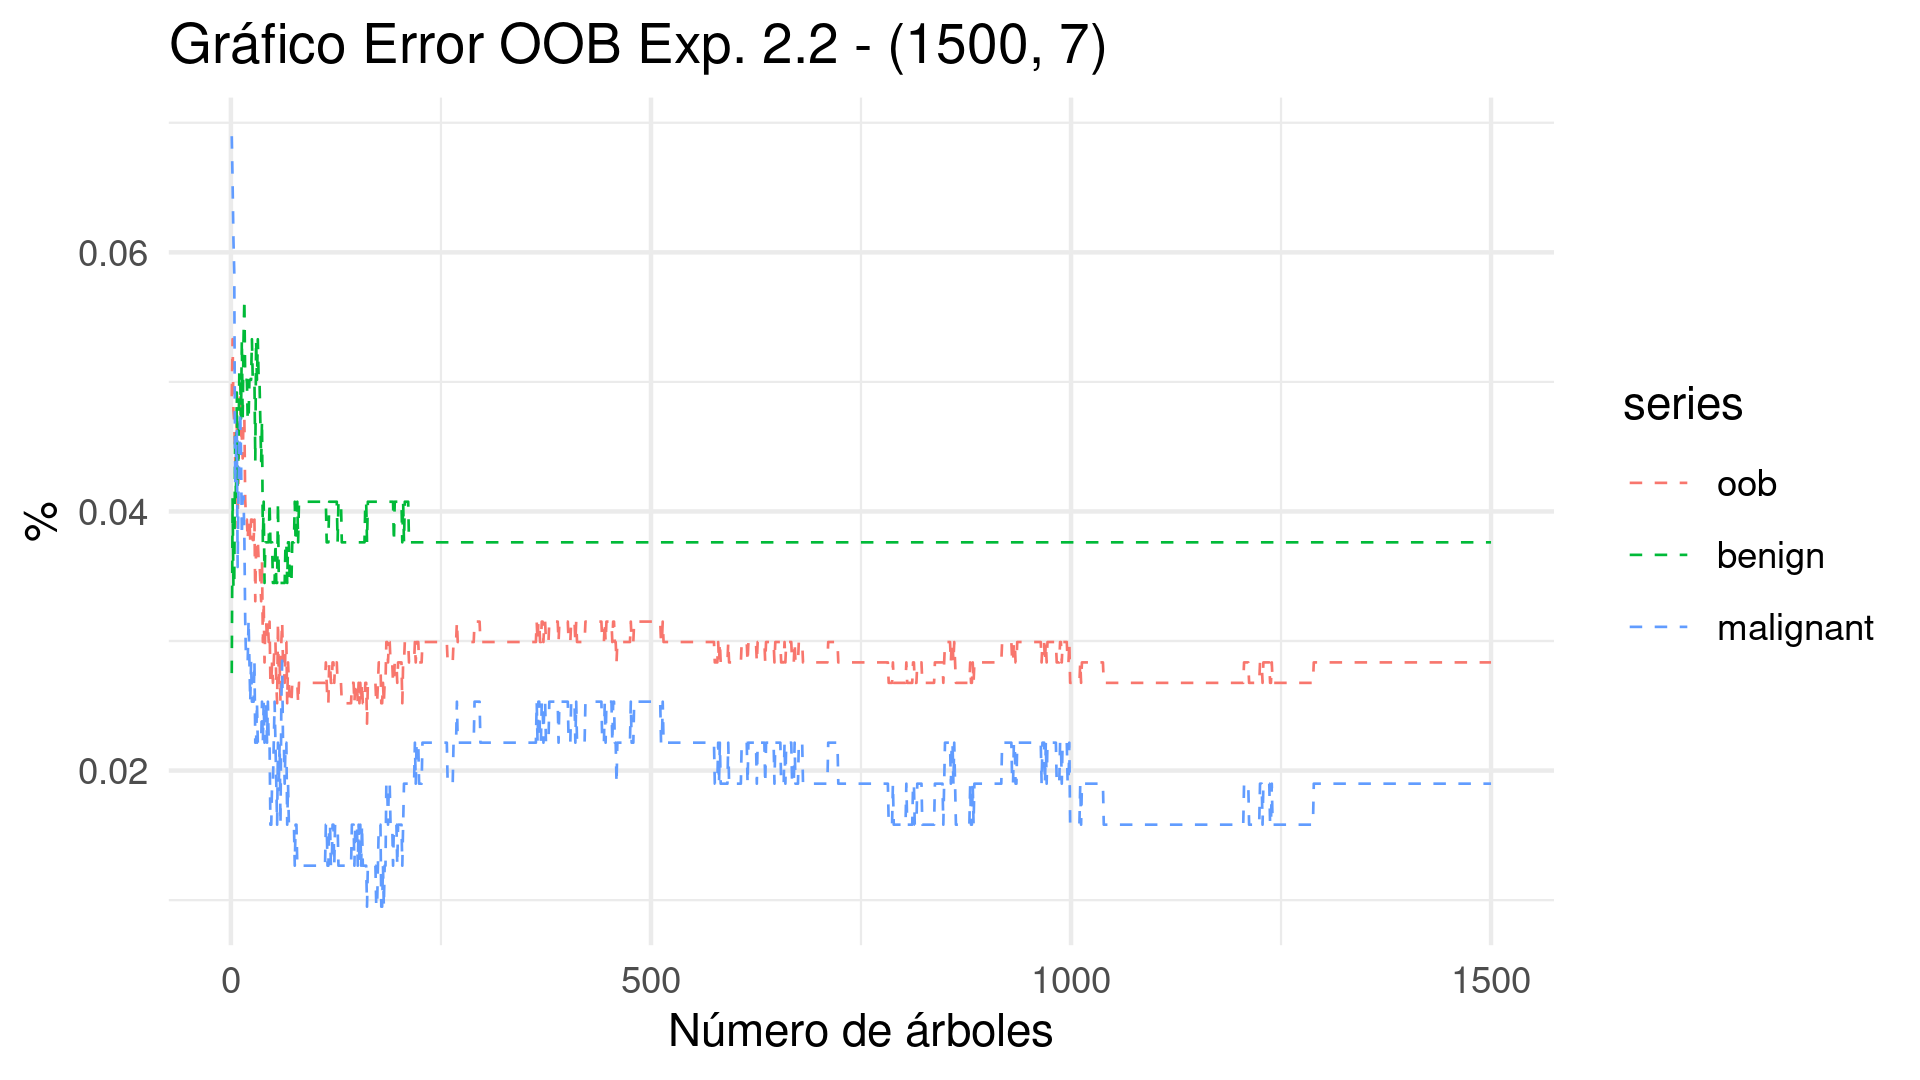 Gráfico Error OOB Exp. 2.2 - (1500, 7)
%
0.06
0.04
0.02
0
500
1000
1500
Número de árboles
series
oob
benign
malignant